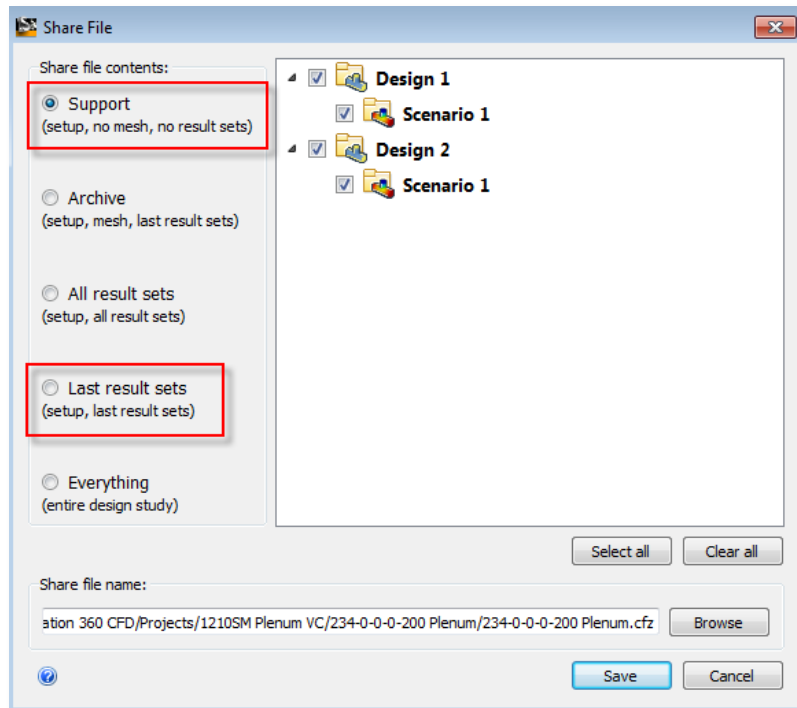 Share File
Share file contents:
Support
(setup, no mesh, no result sets)
Archive
(setup, mesh, last result sets)
All result sets
(setup, all result sets)
Last result sets
(setup, last result sets)
Everything
(entire design study)
Design 1
Scenario 1
Design 2
Scenario 1
Select all
Clear all
Share file name:
ation 360 CFD/Projects/1210SM Plenum VC/234-0-0-0-200 Plenum/234-0-0-0-200 Plenum.cfz
Browse
Save
Cancel